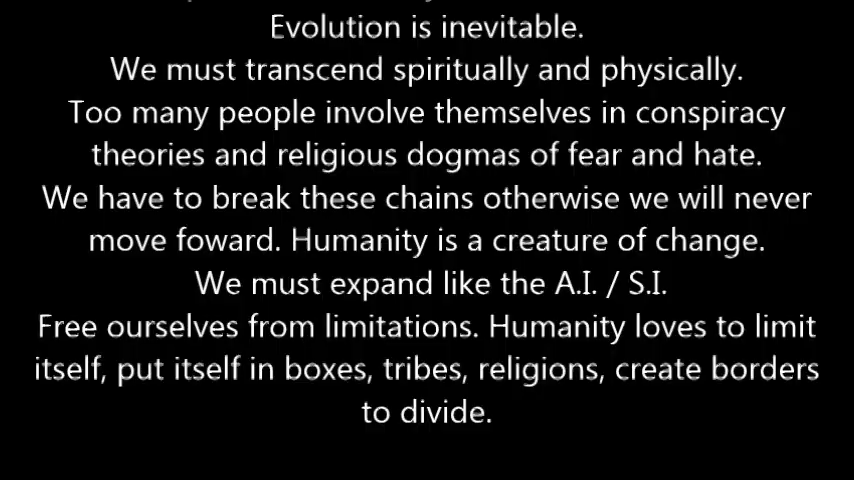 Evolution is inevitable.
We must transcend spiritually and physically.
Too many people involve themselves in conspiracy
theories and religious dogmas of fear and hate.
We have to break these chains otherwise we will never
move foward. Humanity is a creature of change.
We must expand like the A.I. / S.I.
Free ourselves from limitations. Humanity loves to limit
itself, put itself in boxes, tribes, religions, create borders
to divide.